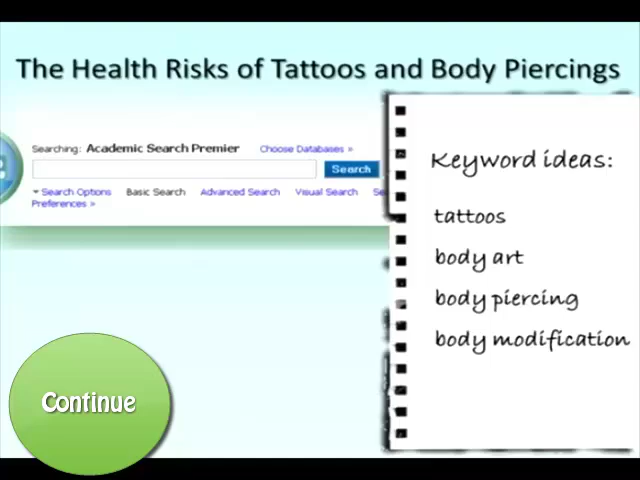 The Health Risks of Tattoos and Body Piercings
Searching: Academic Search Premier Choose Databases »
Search
Search Options Basic Search Advanced Search Visual Search
Preferences »
Keyword ideas:
tattoos
body art
body piercing
body modification
Continue